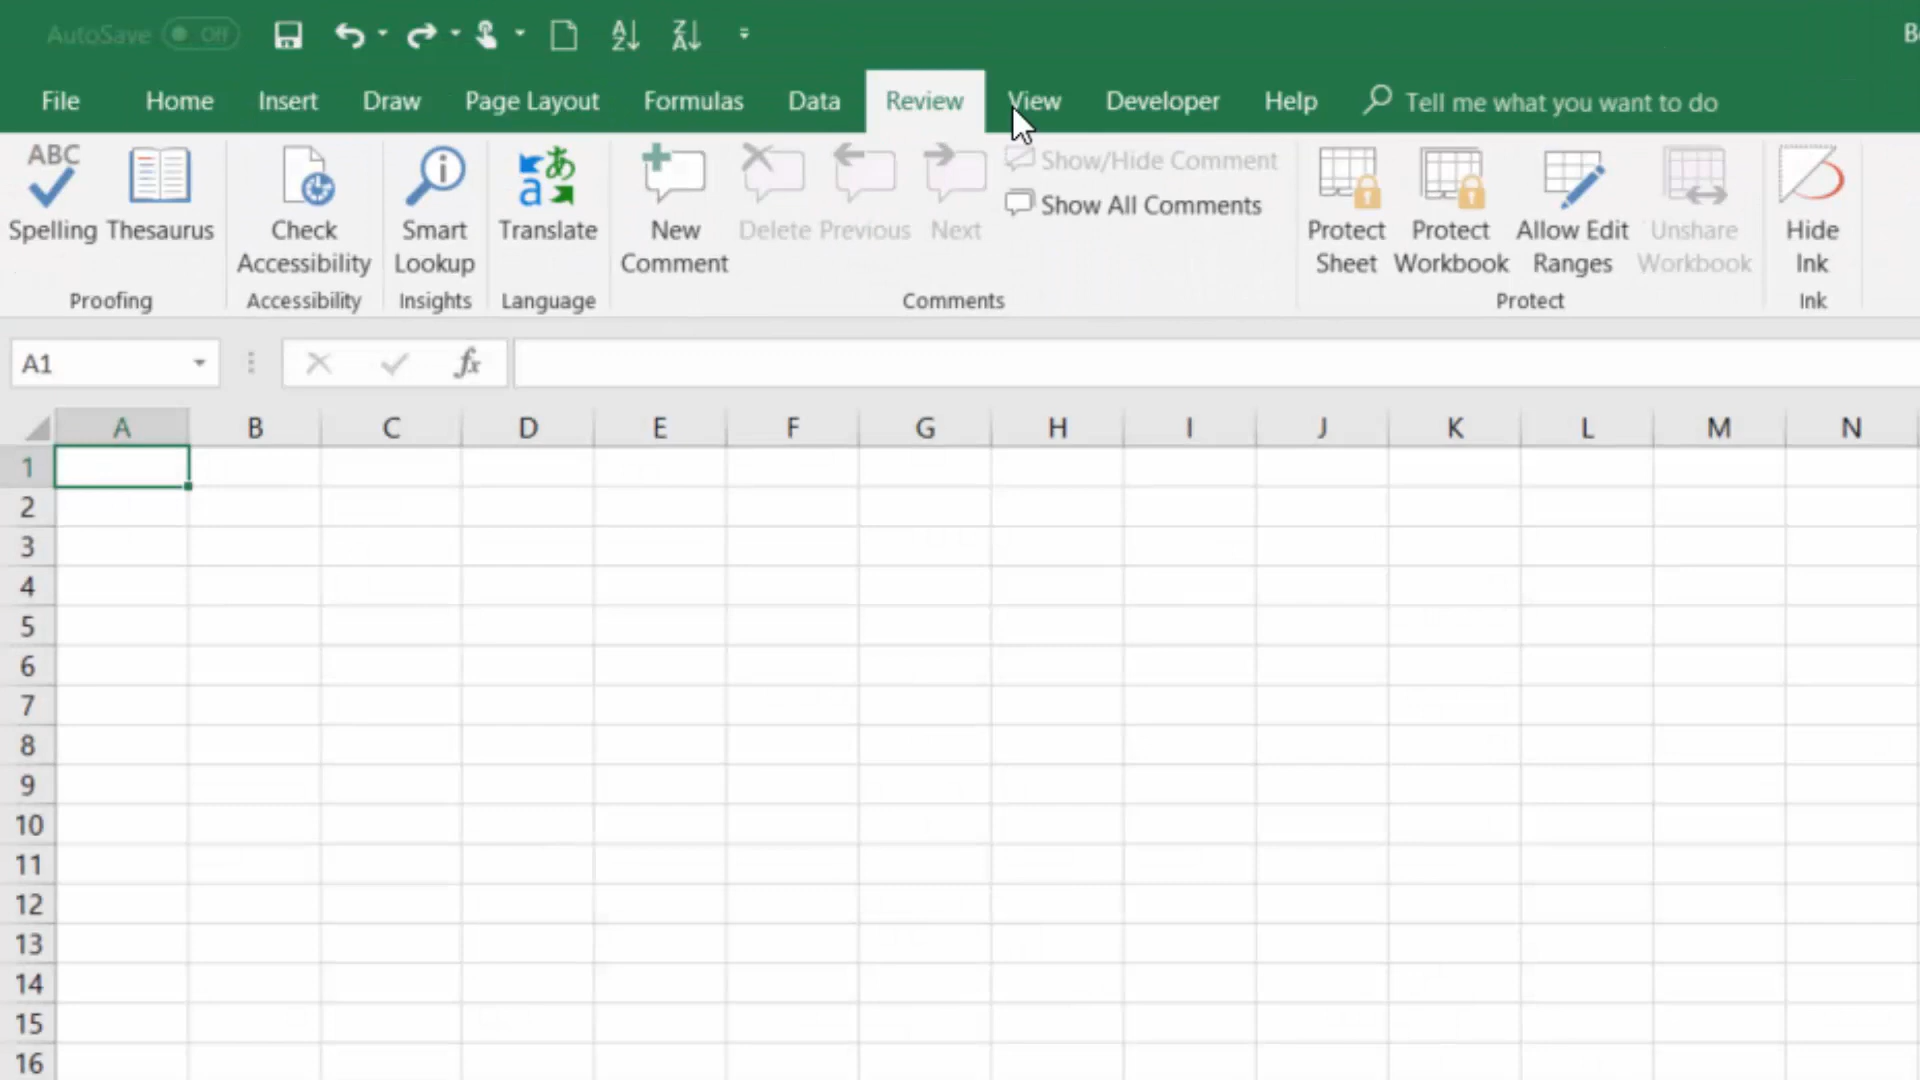 AutoSave Off
B
File Home Insert Draw Page Layout Formulas Data Review View Developer Help Tell me what you want to do
ABC
Spelling Thesaurus
Check Accessibility
Smart Lookup
Translate
New Comment
Delete Previous Next
Show/Hide Comment
Show All Comments
Protect Sheet
Protect Workbook
Allow Edit Ranges
Unshare Workbook
Hide Ink
Proofing Accessibility Insights Language Comments Protect Ink
A1 fx
A B C D E F G H I J K L M N
1
2
3
4
5
6
7
8
9
10
11
12
13
14
15
16